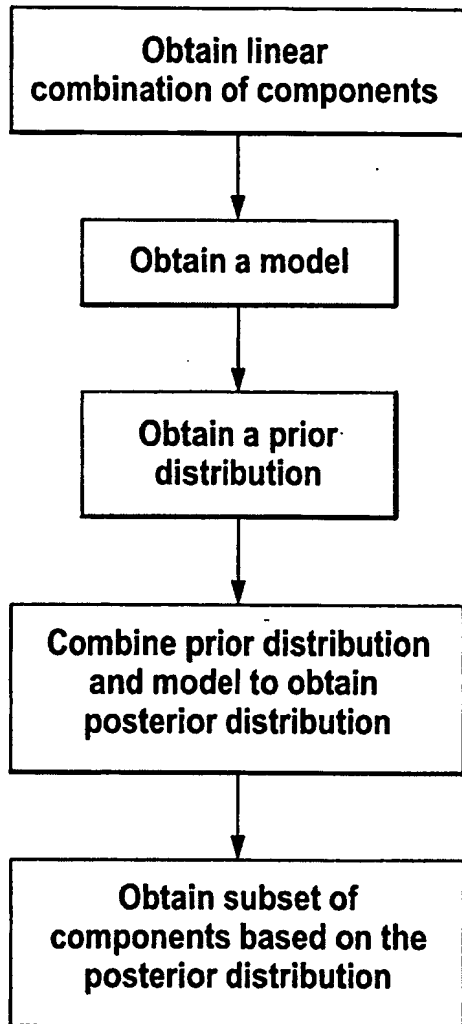 Obtain linear
combination of components
Obtain a model
Obtain a prior
distribution
Combine prior distribution
and model to obtain
posterior distribution
Obtain subset of
components based on the
posterior distribution